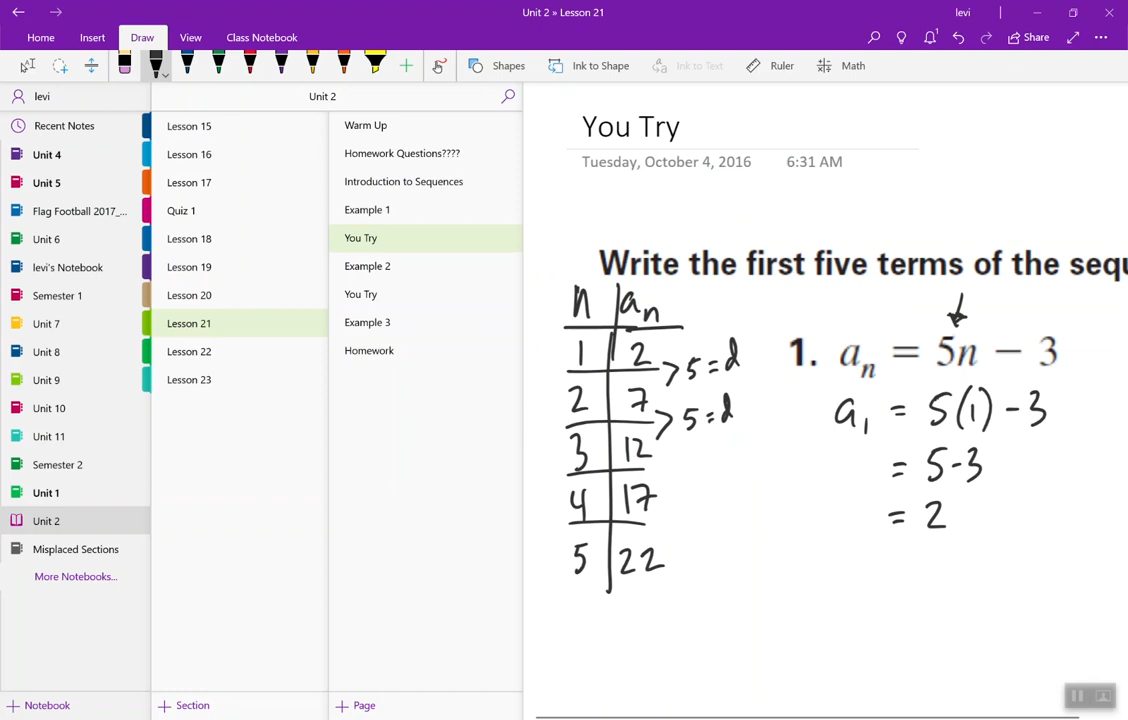 Unit 2 » Lesson 21
levi
Home
Insert
Draw
View
Class Notebook
Share
Shapes
Ink to Shape
Ink to Text
Ruler
Math
levi
Recent Notes
Unit 4
Unit 5
Flag Football 2017_...
Unit 6
levi's Notebook
Semester 1
Unit 7
Unit 8
Unit 9
Unit 10
Unit 11
Semester 2
Unit 1
Unit 2
Misplaced Sections
More Notebooks...
Notebook
Unit 2
Lesson 15
Lesson 16
Lesson 17
Quiz 1
Lesson 18
Lesson 19
Lesson 20
Lesson 21
Lesson 22
Lesson 23
Section
Warm Up
Homework Questions????
Introduction to Sequences
Example 1
You Try
Example 2
You Try
Example 3
Homework
Page
You Try
Tuesday, October 4, 2016 6:31 AM
Write the first five terms of the sequ
n aₙ
1 2 > 5 = d
2 7 > 5 = d
3 12
4 17
5 22
1. aₙ = 5n − 3
a₁ = 5(1) - 3
= 5 - 3
= 2